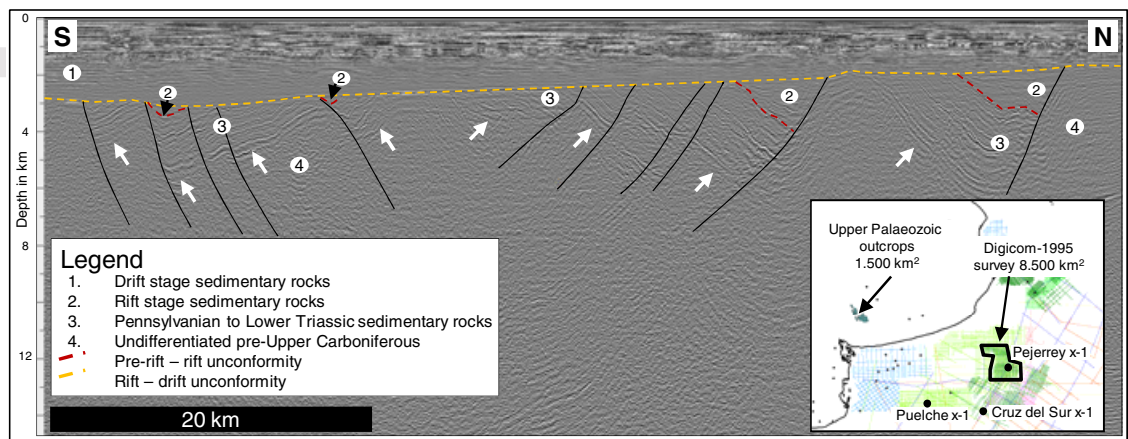 0
S
N
1
2
2
3
2
2
3
4
3
4
4
Depth in km
8
12
Legend
1. Drift stage sedimentary rocks
2. Rift stage sedimentary rocks
3. Pennsylvanian to Lower Triassic sedimentary rocks
4. Undifferentiated pre-Upper Carboniferous
Pre-rift – rift unconformity
Rift – drift unconformity
20 km
Upper Palaeozoic
outcrops
1.500 km²
Digicom-1995
survey 8.500 km²
Pejerrey x-1
Puelche x-1
Cruz del Sur x-1